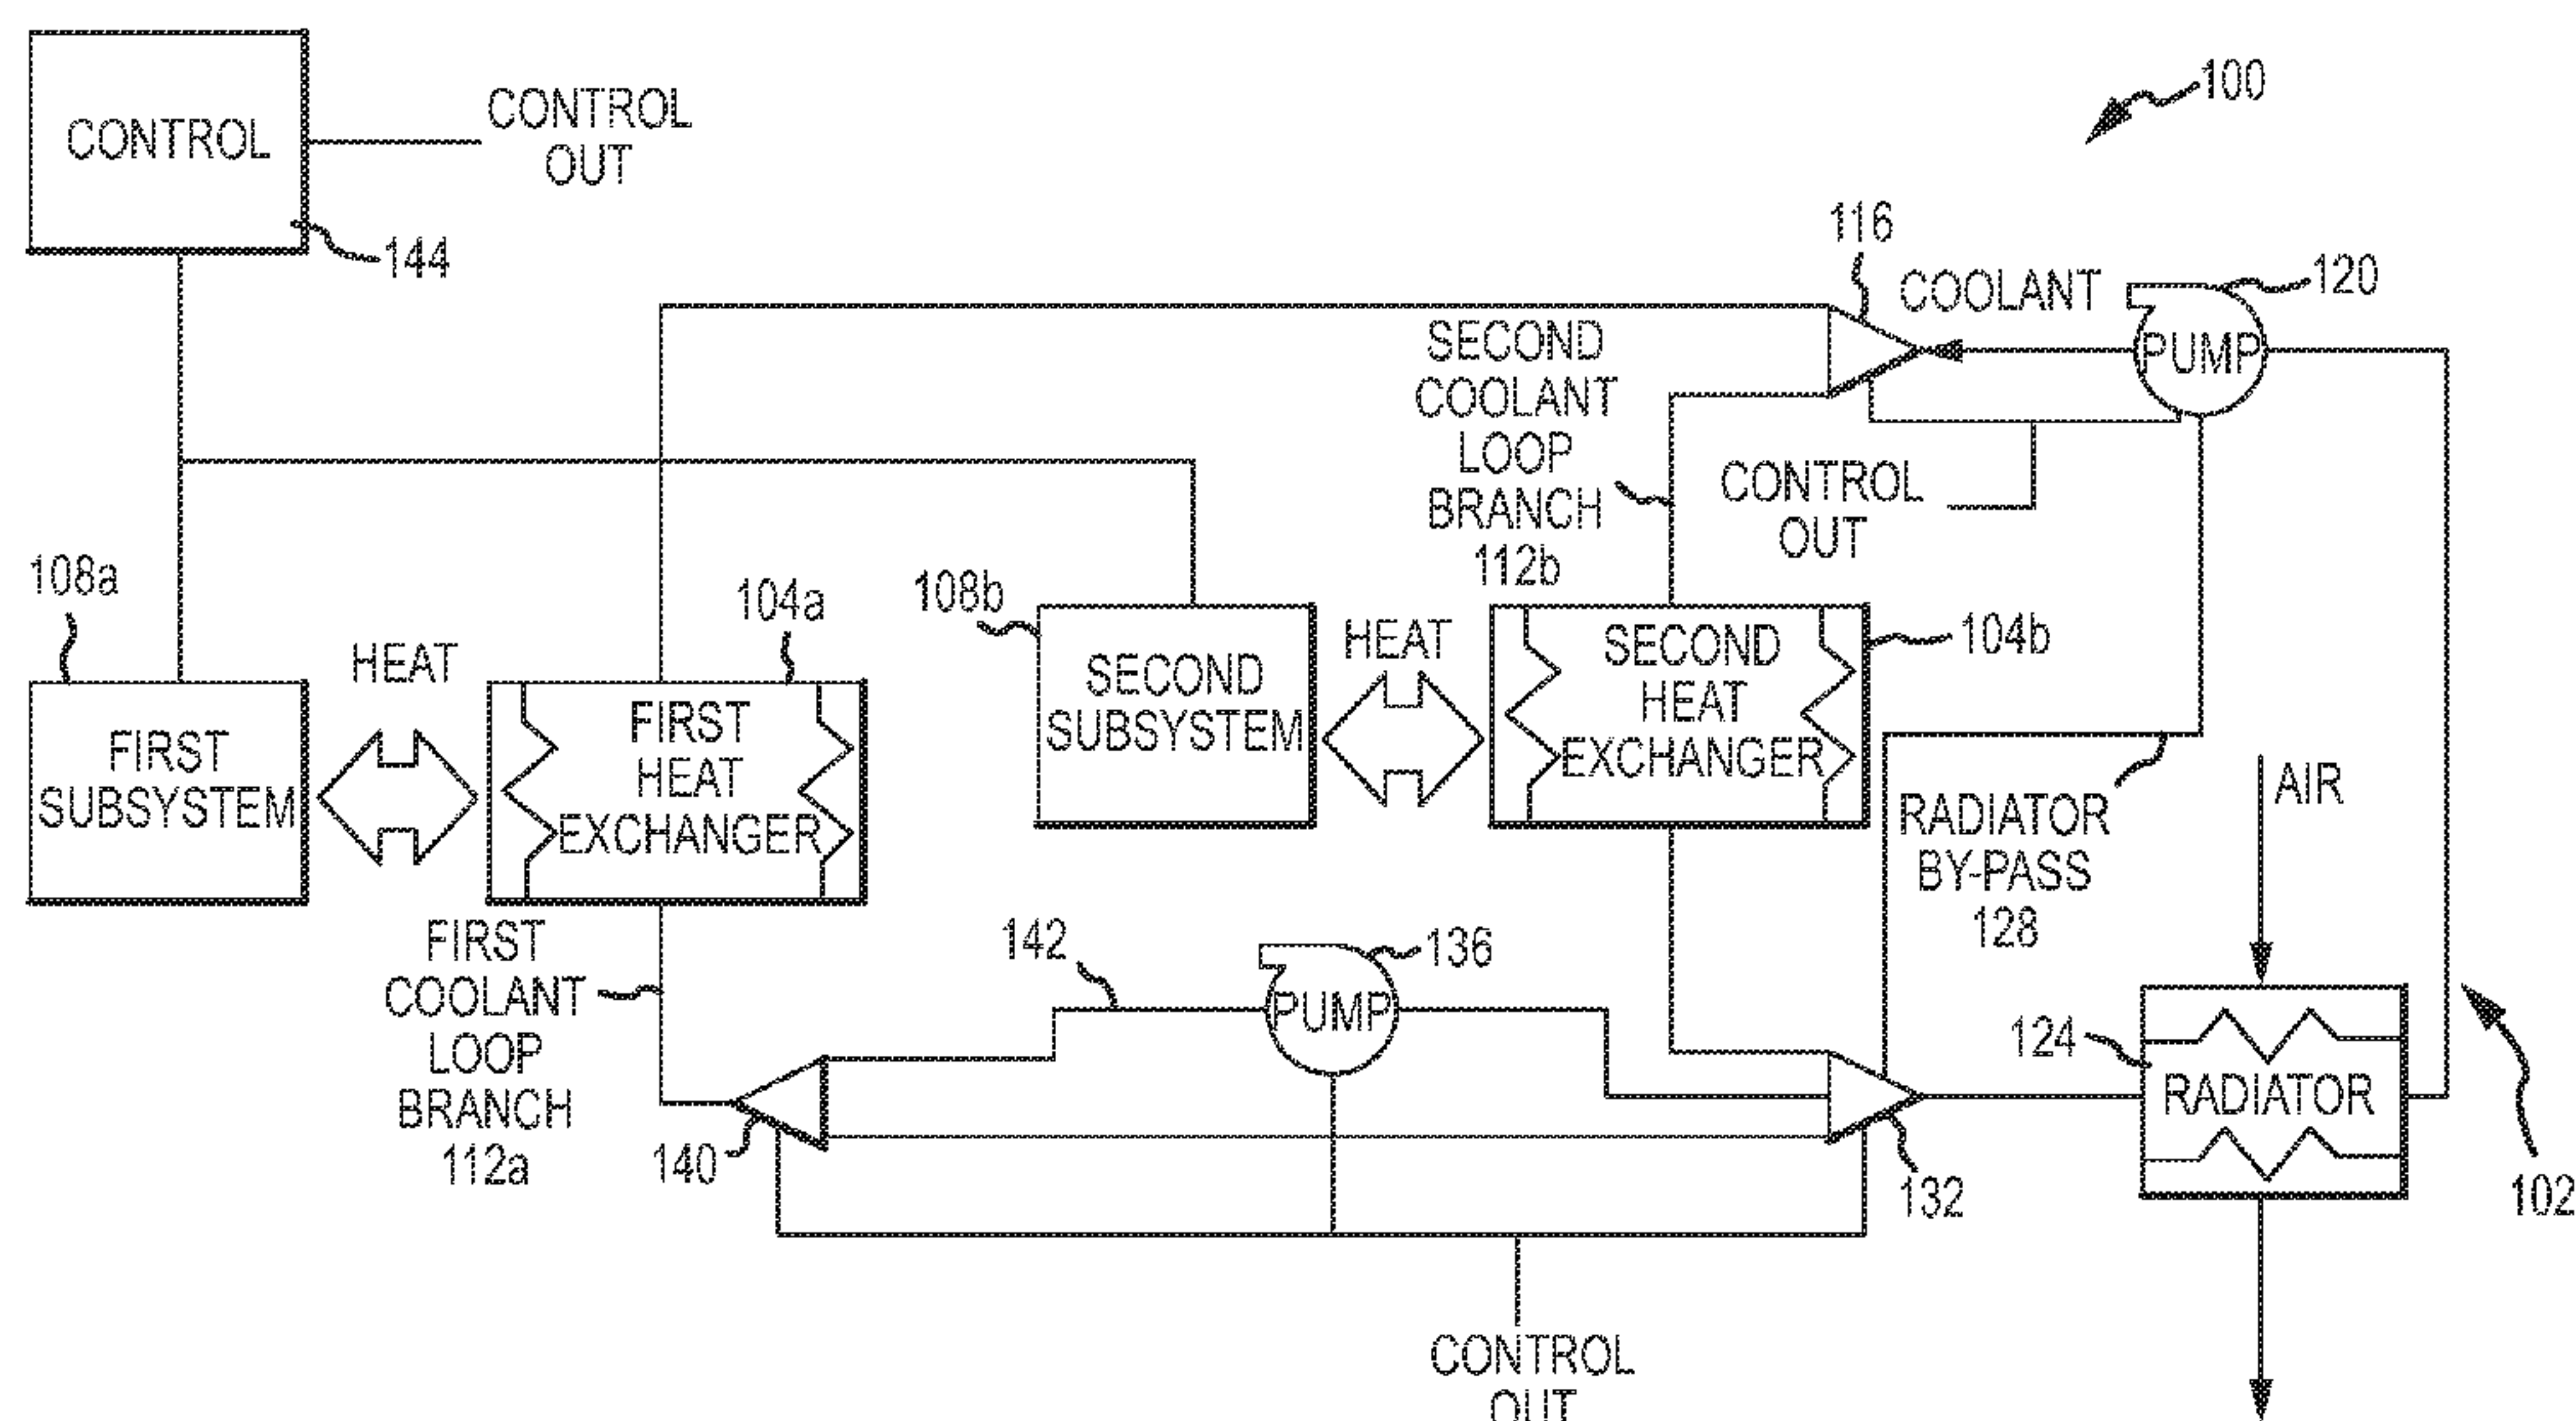 100
CONTROL
CONTROL
OUT
144
116
COOLANT
120
PUMP
SECOND
COOLANT
LOOP
BRANCH
112b
CONTROL
OUT
108a
HEAT
104a
108b
HEAT
104b
FIRST
SUBSYSTEM
FIRST
HEAT
EXCHANGER
SECOND
SUBSYSTEM
SECOND
HEAT
EXCHANGER
RADIATOR
BY-PASS
128
AIR
FIRST
COOLANT
LOOP
BRANCH
112a
142
136
PUMP
140
132
124
RADIATOR
102
CONTROL
OUT